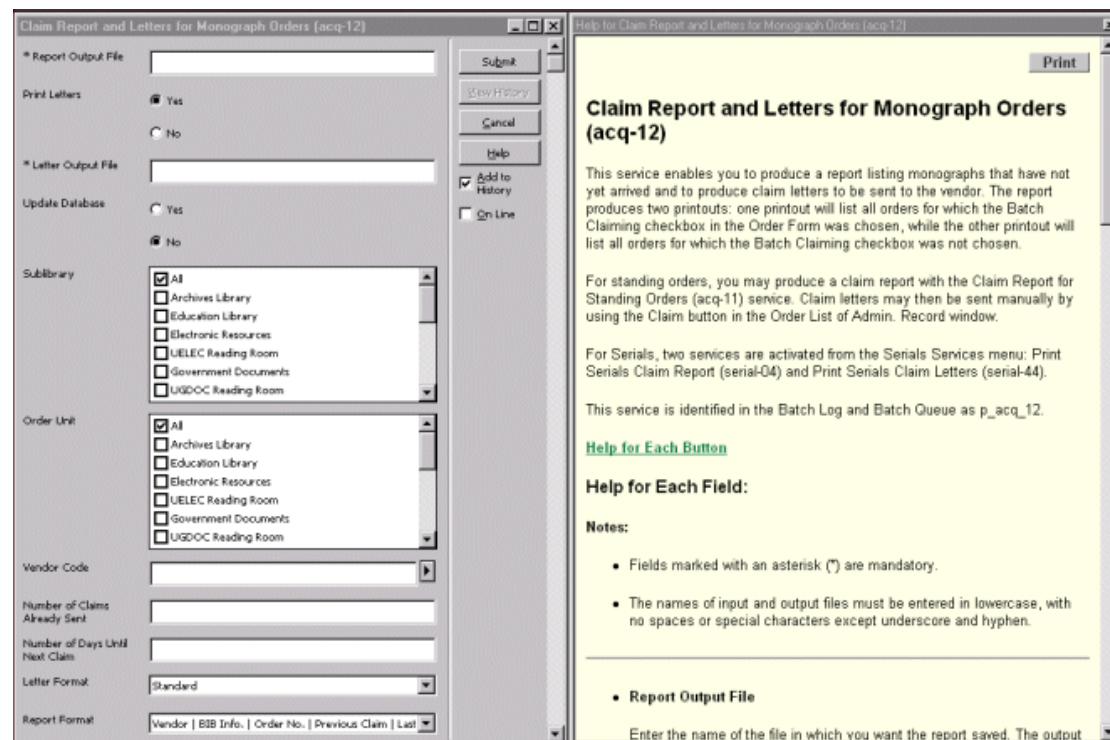 Claim Report and Letters for Monograph Orders (acq-12)
* Report Output File
Print Letters
Yes
No
* Letter Output File
Update Database
Yes
No
Sublibrary
All
Archives Library
Education Library
Electronic Resources
UELEC Reading Room
Government Documents
UGDOC Reading Room
Order Unit
All
Archives Library
Education Library
Electronic Resources
UELEC Reading Room
Government Documents
UGDOC Reading Room
Vendor Code
Number of Claims
Already Sent
Number of Days Until
Next Claim
Letter Format
Standard
Report Format
Vendor | BIB Info. | Order No. | Previous Claim | Last
Submit
View History
Cancel
Help
Add to
History
On Line
Help for Claim Report and Letters for Monograph Orders (acq-12)
Print
Claim Report and Letters for Monograph Orders
(acq-12)
This service enables you to produce a report listing monographs that have not
yet arrived and to produce claim letters to be sent to the vendor. The report
produces two printouts: one printout will list all orders for which the Batch
Claiming checkbox in the Order Form was chosen, while the other printout will
list all orders for which the Batch Claiming checkbox was not chosen.
For standing orders, you may produce a claim report with the Claim Report for
Standing Orders (acq-11) service. Claim letters may then be sent manually by
using the Claim button in the Order List of Admin. Record window.
For Serials, two services are activated from the Serials Services menu: Print
Serials Claim Report (serial-04) and Print Serials Claim Letters (serial-44).
This service is identified in the Batch Log and Batch Queue as p_acq_12.
Help for Each Button
Help for Each Field:
Notes:
• Fields marked with an asterisk (*) are mandatory.
• The names of input and output files must be entered in lowercase, with
no spaces or special characters except underscore and hyphen.
• Report Output File
Enter the name of the file in which you want the report saved. The output